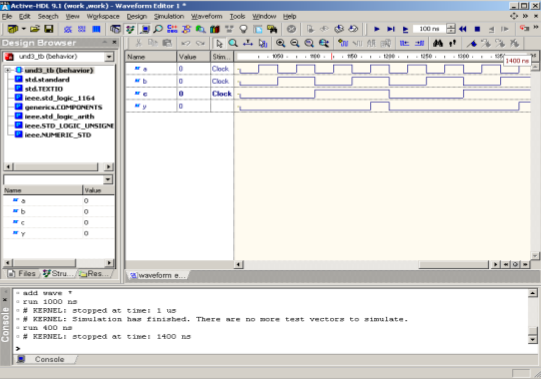 Active-HDL 9.1 (work ,work) - Waveform Editor 1 *
File Edit Search View Workspace Design Simulation Waveform Tools Window Help
100 ns
Design Browser
und3_tb (behavior)
und3_tb (behavior)
std.standard
std.TEXTIO
ieee.std_logic_1164
generics.COMPONENTS
ieee.std_logic_arith
ieee.STD_LOGIC_UNSIGNE
ieee.NUMERIC_STD
Name Value
a 0
b 0
c 0
y 0
Files Stru... Res...
Name Value Stim...
1050 1100 1150 1200 1250 1300 1350
1400 ns
a 0 Clock
b 0 Clock
c 0 Clock
y 0
waveform e...
Console
add wave *
run 1000 ns
# KERNEL: stopped at time: 1 us
# KERNEL: Simulation has finished. There are no more test vectors to simulate.
run 400 ns
# KERNEL: stopped at time: 1400 ns
>
Console